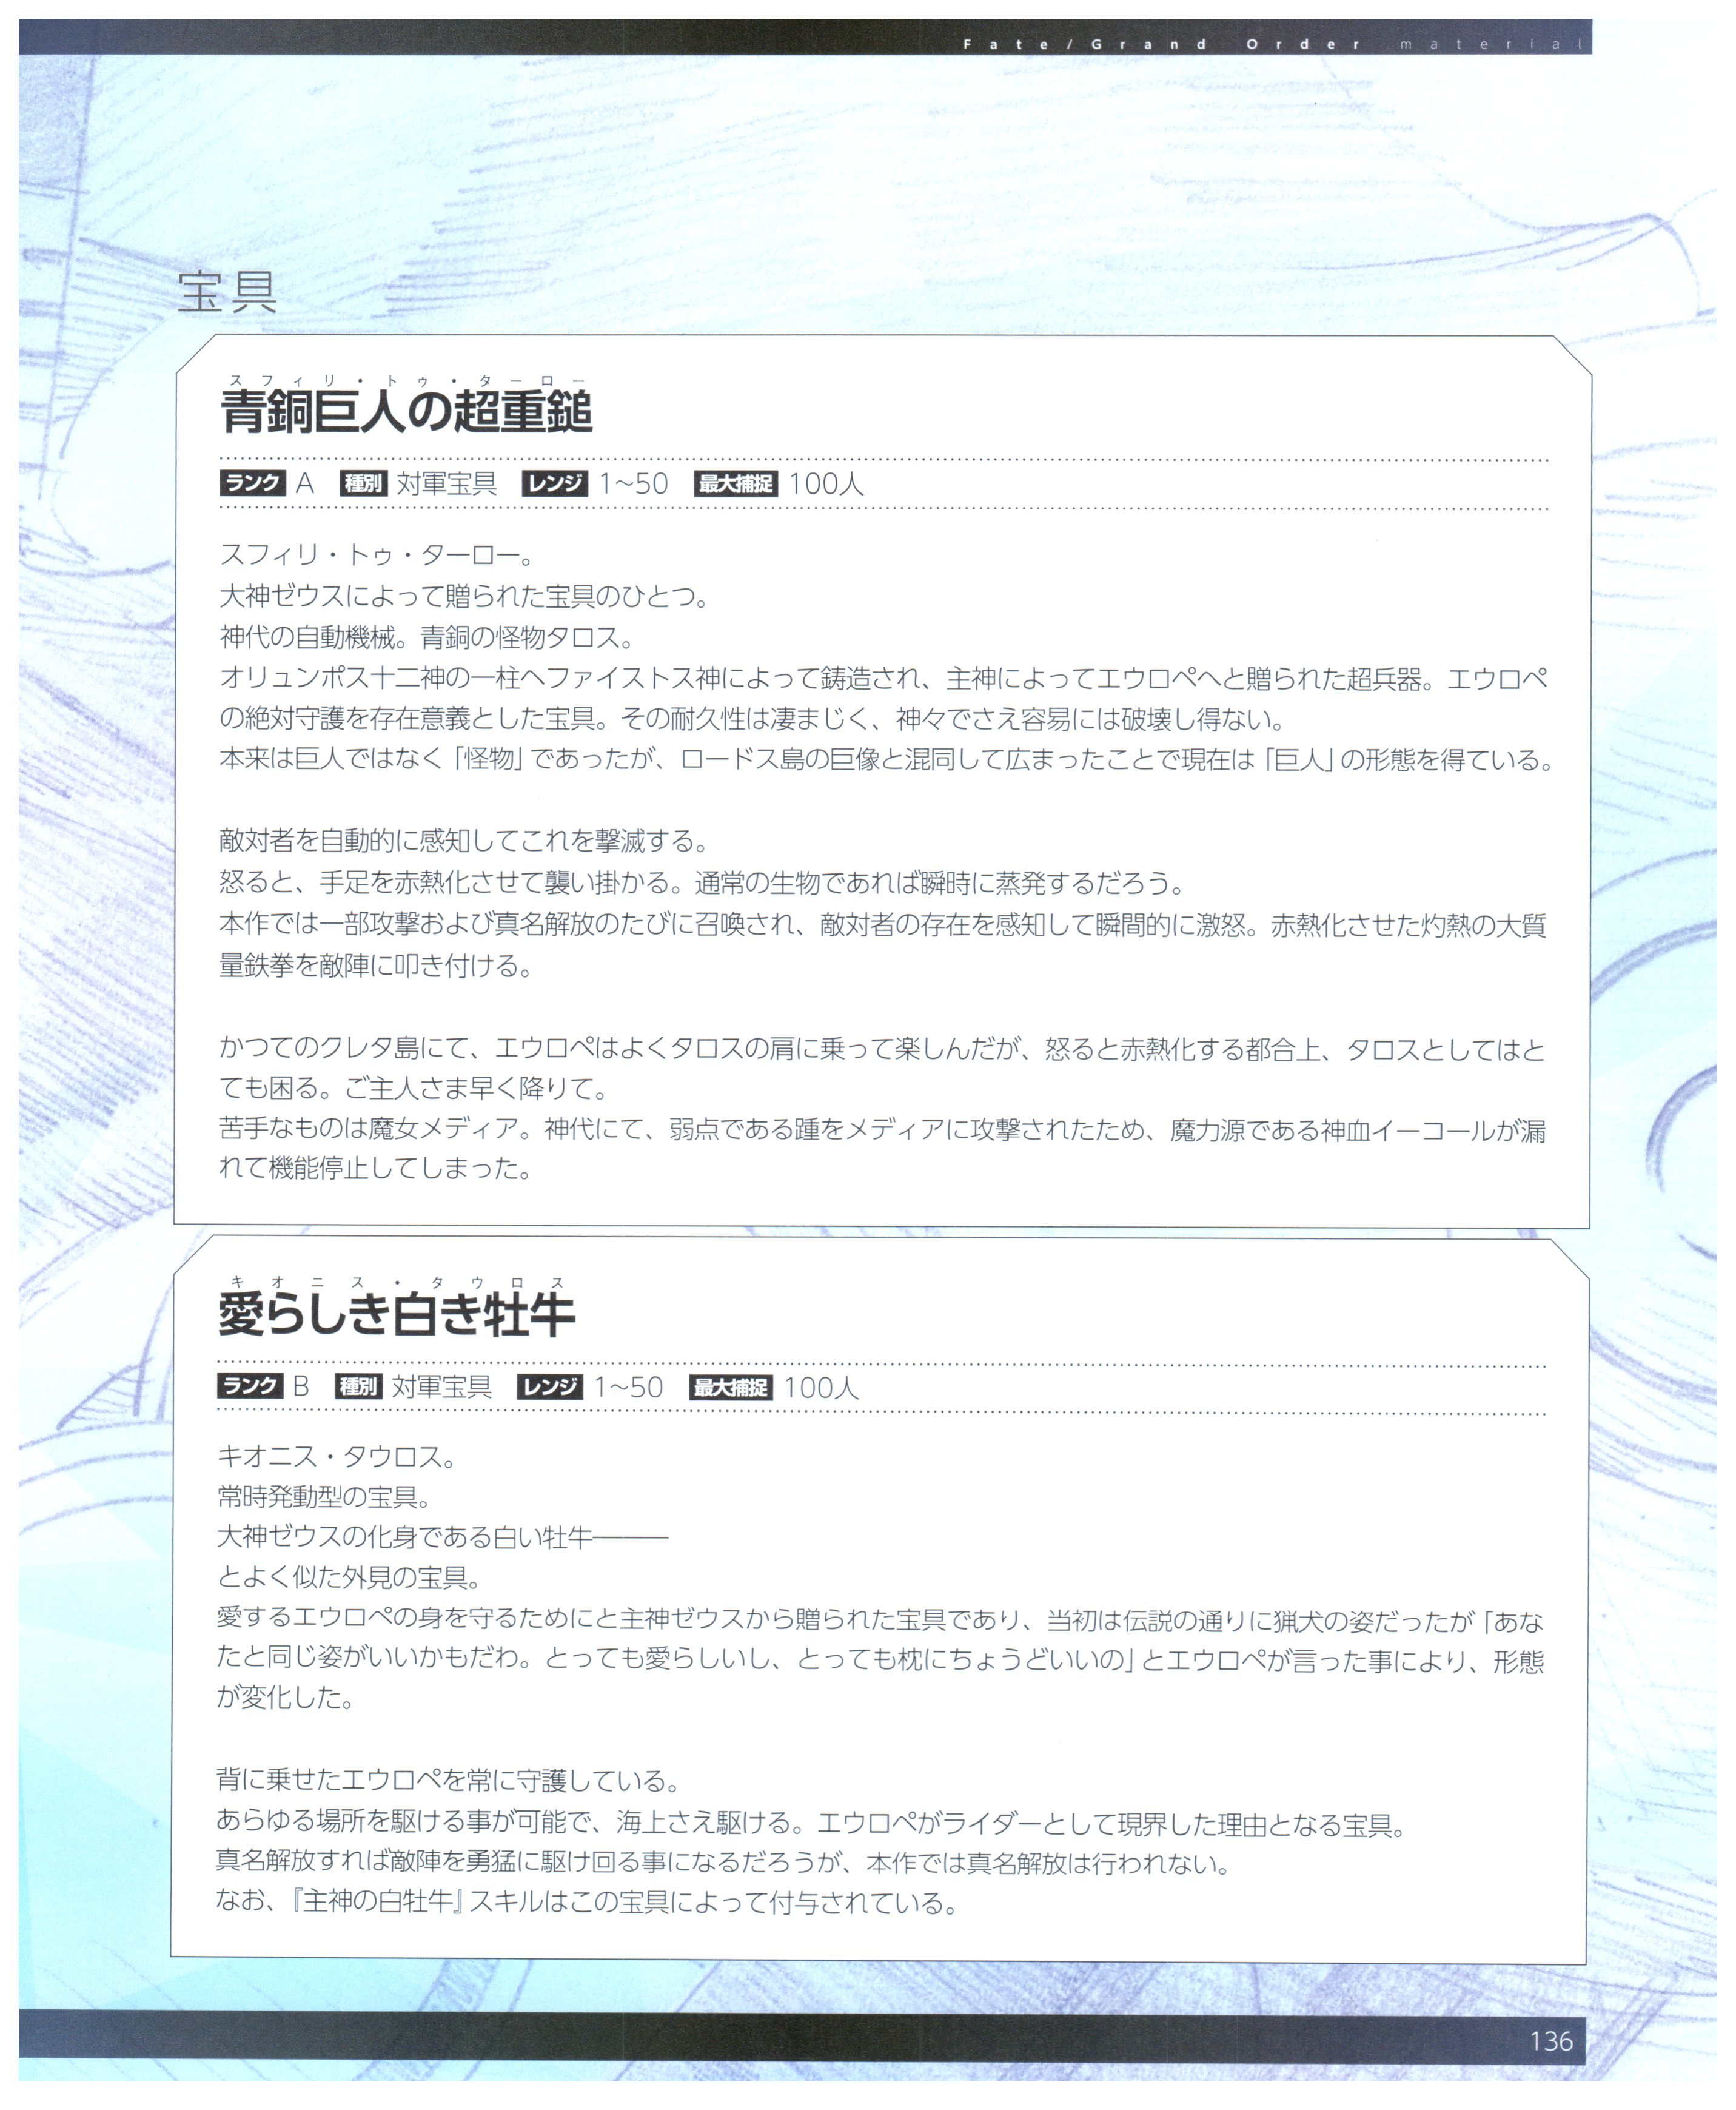 Fate/Grand Order material
宝具
スフィリ・トゥ・ターロー
青銅巨人の超重鎚
ランク A 種別 対軍宝具 レンジ 1~50 最大捕捉 100人
スフィリ・トゥ・ターロー。
大神ゼウスによって贈られた宝具のひとつ。
神代の自動機械。青銅の怪物タロス。
オリュンポス十二神の一柱ヘファイストス神によって鋳造され、主神によってエウロペへと贈られた超兵器。エウロペ
の絶対守護を存在意義とした宝具。その耐久性は凄まじく、神々でさえ容易には破壊し得ない。
本来は巨人ではなく「怪物」であったが、ロードス島の巨像と混同して広まったことで現在は「巨人」の形態を得ている。
敵対者を自動的に感知してこれを撃滅する。
怒ると、手足を赤熱化させて襲い掛かる。通常の生物であれば瞬時に蒸発するだろう。
本作では一部攻撃および真名解放のたびに召喚され、敵対者の存在を感知して瞬間的に激怒。赤熱化させた灼熱の大質
量鉄拳を敵陣に叩き付ける。
かつてのクレタ島にて、エウロペはよくタロスの肩に乗って楽しんだが、怒ると赤熱化する都合上、タロスとしてはと
ても困る。ご主人さま早く降りて。
苦手なものは魔女メディア。神代にて、弱点である踵をメディアに攻撃されたため、魔力源である神血イーコールが漏
れて機能停止してしまった。
キオニス・タウロス
愛らしき白き牡牛
ランク B 種別 対軍宝具 レンジ 1~50 最大捕捉 100人
キオニス・タウロス。
常時発動型の宝具。
大神ゼウスの化身である白い牡牛―――
とよく似た外見の宝具。
愛するエウロペの身を守るためにと主神ゼウスから贈られた宝具であり、当初は伝説の通りに猟犬の姿だったが「あな
たと同じ姿がいいかもだわ。とっても愛らしいし、とっても枕にちょうどいいの」とエウロペが言った事により、形態
が変化した。
背に乗せたエウロペを常に守護している。
あらゆる場所を駆ける事が可能で、海上さえ駆ける。エウロペがライダーとして現界した理由となる宝具。
真名解放すれば敵陣を勇猛に駆け回る事になるだろうが、本作では真名解放は行われない。
なお、『主神の白牡牛』スキルはこの宝具によって付与されている。
136